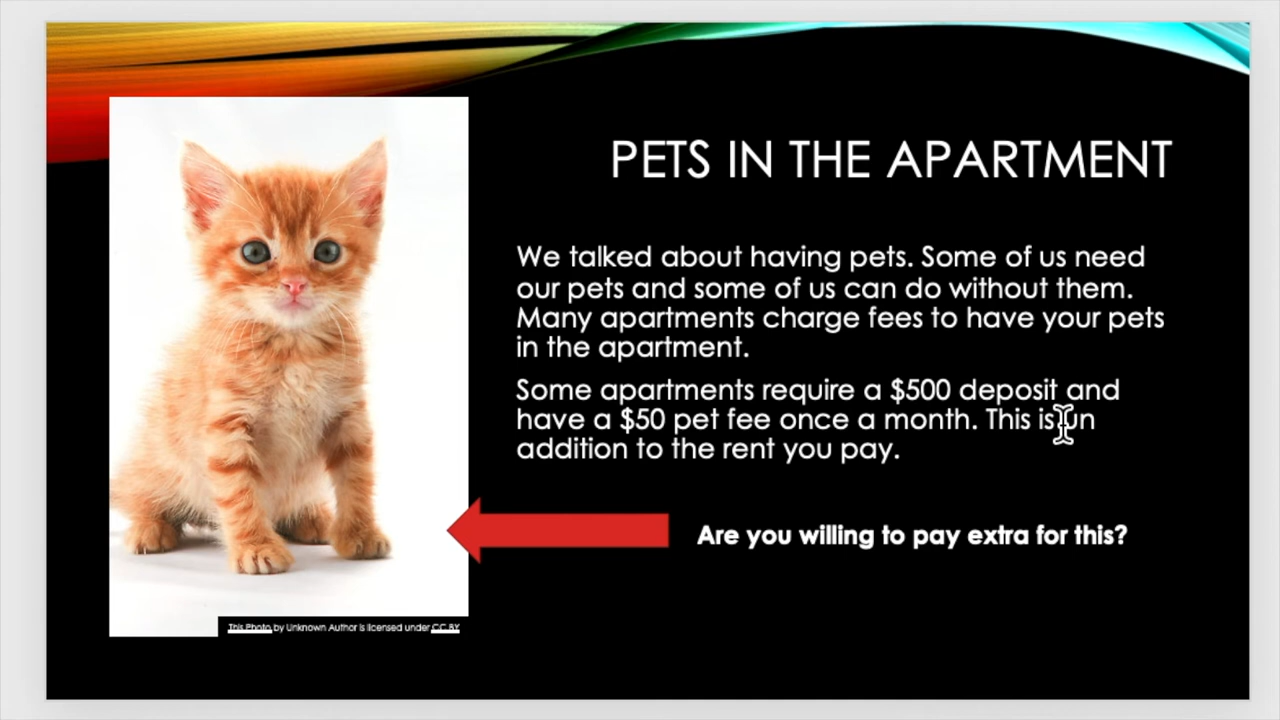 PETS IN THE APARTMENT
We talked about having pets. Some of us need
our pets and some of us can do without them.
Many apartments charge fees to have your pets
in the apartment.
Some apartments require a $500 deposit and
have a $50 pet fee once a month. This is un
addition to the rent you pay.
Are you willing to pay extra for this?
This Photo by Unknown Author is licensed under CC BY